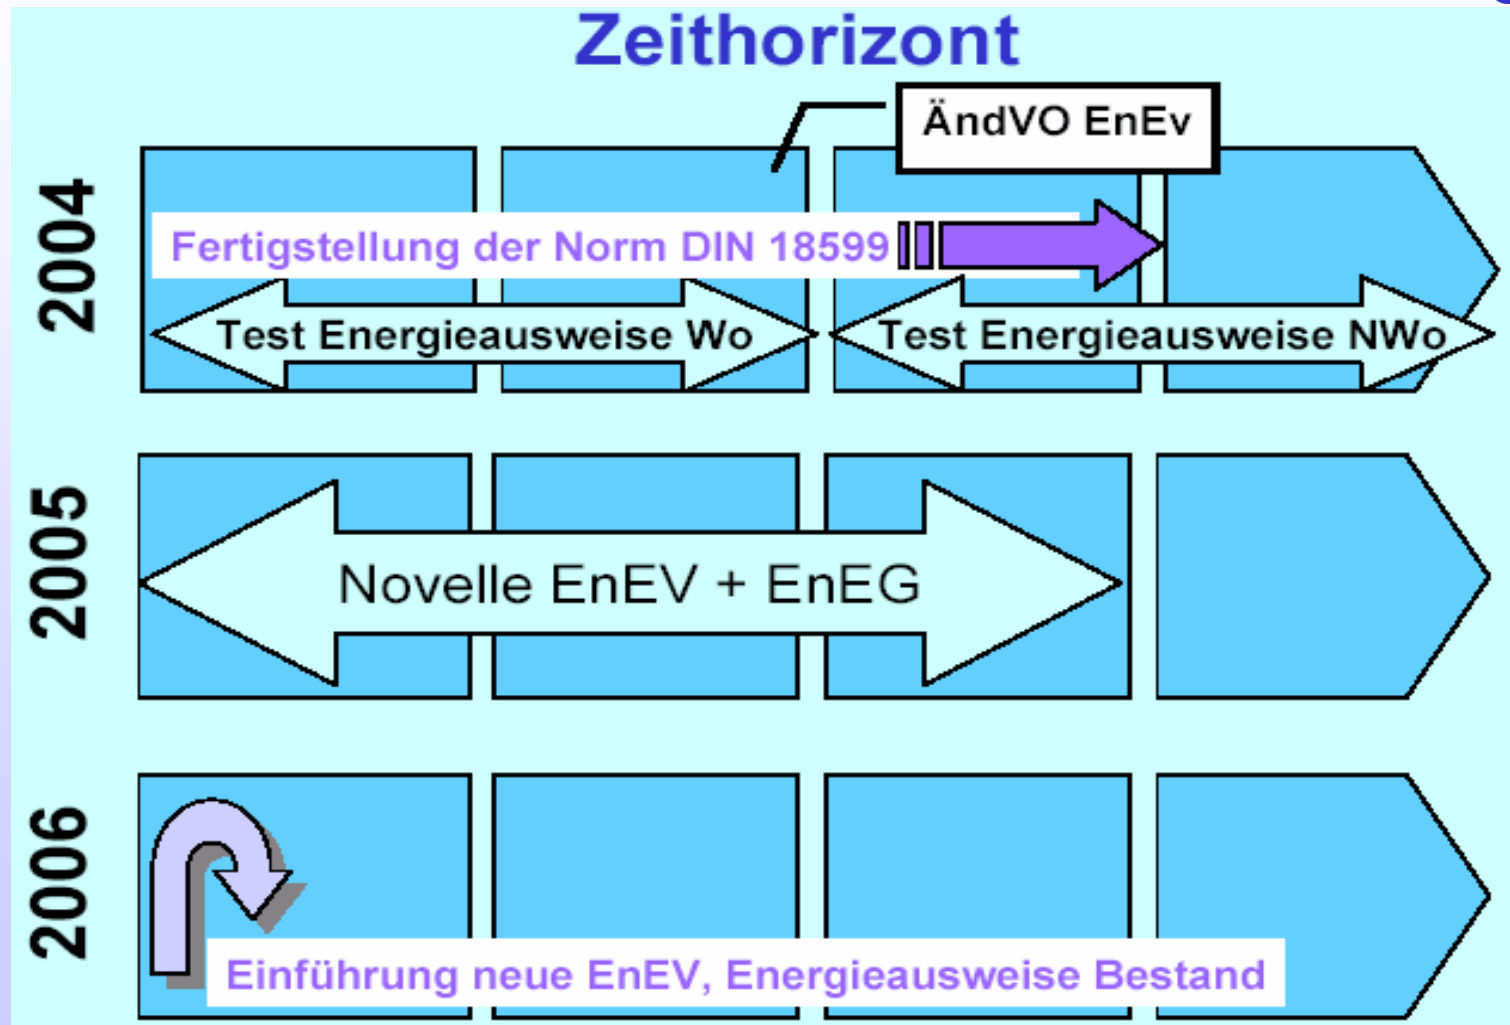 Zeithorizont
ÄndVO EnEv
2004
Fertigstellung der Norm DIN 18599
Test Energieausweise Wo
Test Energieausweise NWo
2005
Novelle EnEV + EnEG
2006
Einführung neue EnEV, Energieausweise Bestand